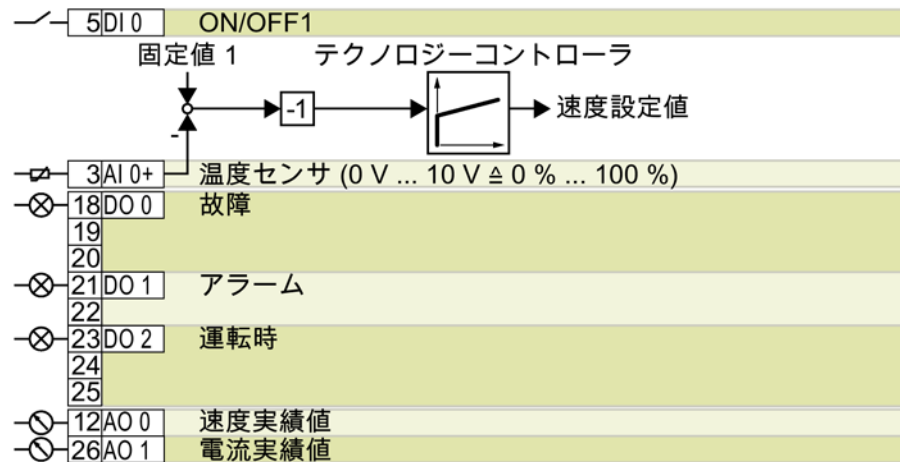 5 DI 0 ON/OFF1
固定値 1 テクノロジーコントローラ
-1 速度設定値
-
3 AI 0+ 温度センサ (0 V ... 10 V ≙ 0 % ... 100 %)
18 DO 0 故障
19
20
21 DO 1 アラーム
22
23 DO 2 運転時
24
25
12 AO 0 速度実績値
26 AO 1 電流実績値